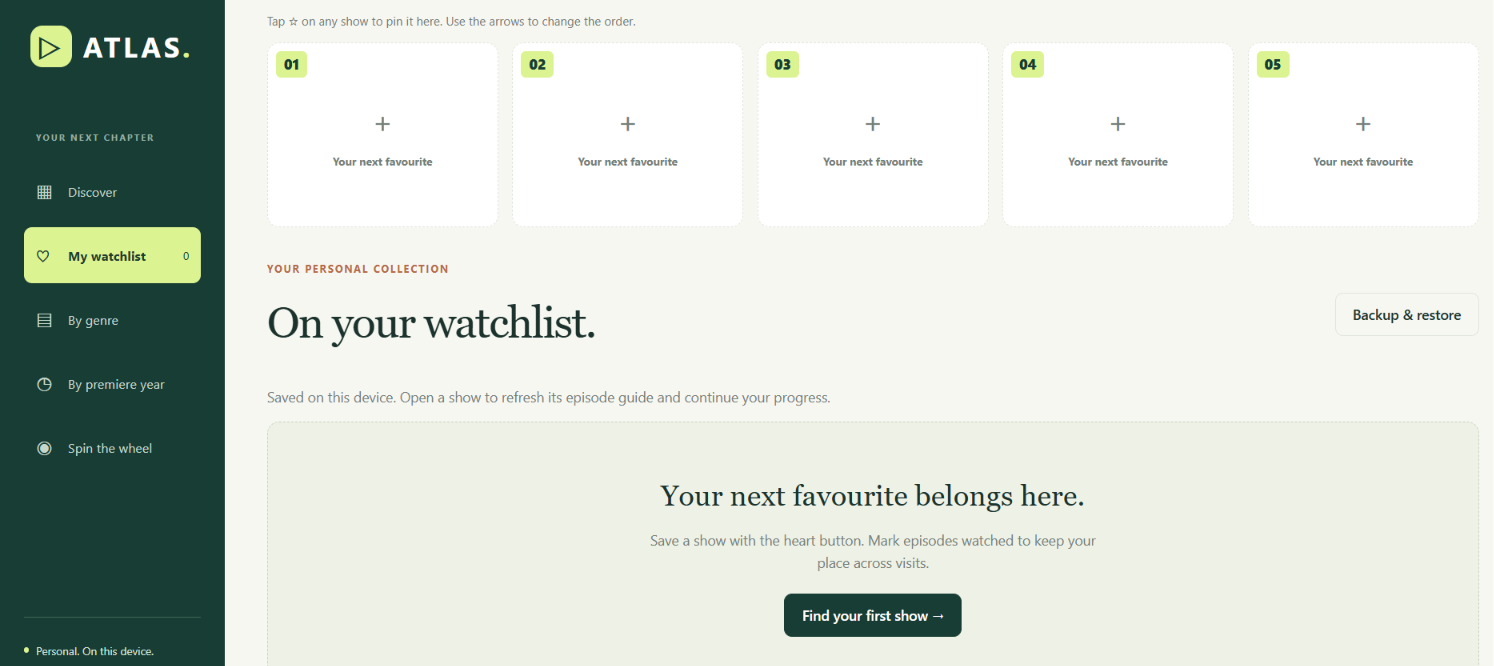 ATLAS.
YOUR NEXT CHAPTER
Discover
My watchlist 0
By genre
By premiere year
Spin the wheel
Personal. On this device.
Tap ☆ on any show to pin it here. Use the arrows to change the order.
01
+
Your next favourite
02
+
Your next favourite
03
+
Your next favourite
04
+
Your next favourite
05
+
Your next favourite
YOUR PERSONAL COLLECTION
On your watchlist.
Backup & restore
Saved on this device. Open a show to refresh its episode guide and continue your progress.
Your next favourite belongs here.
Save a show with the heart button. Mark episodes watched to keep your
place across visits.
Find your first show →